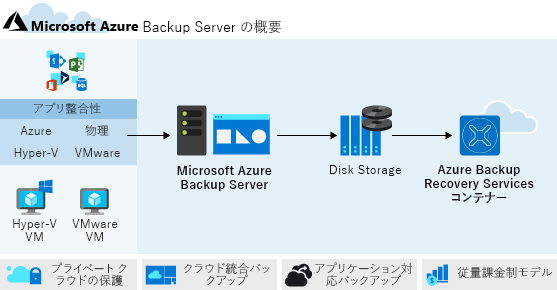 Microsoft Azure Backup Server の概要
アプリ整合性
Azure 物理
Hyper-V VMware
Hyper-V
VM
VMware
VM
Microsoft Azure
Backup Server
Disk Storage
Azure Backup
Recovery Services
コンテナー
プライベート ク
ラウドの保護
クラウド統合バッ
クアップ
アプリケーション対
応バックアップ
従量課金制モデル